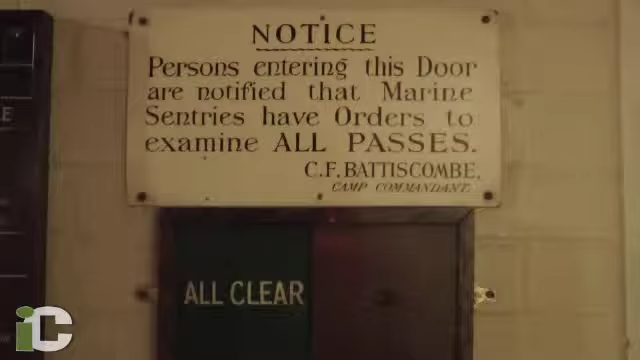 NOTICE
Persons entering this Door
are notified that Marine
Sentries have Orders to
examine ALL PASSES.
C.F. BATTISCOMBE.
CAMP COMMANDANT.
ALL CLEAR
iC